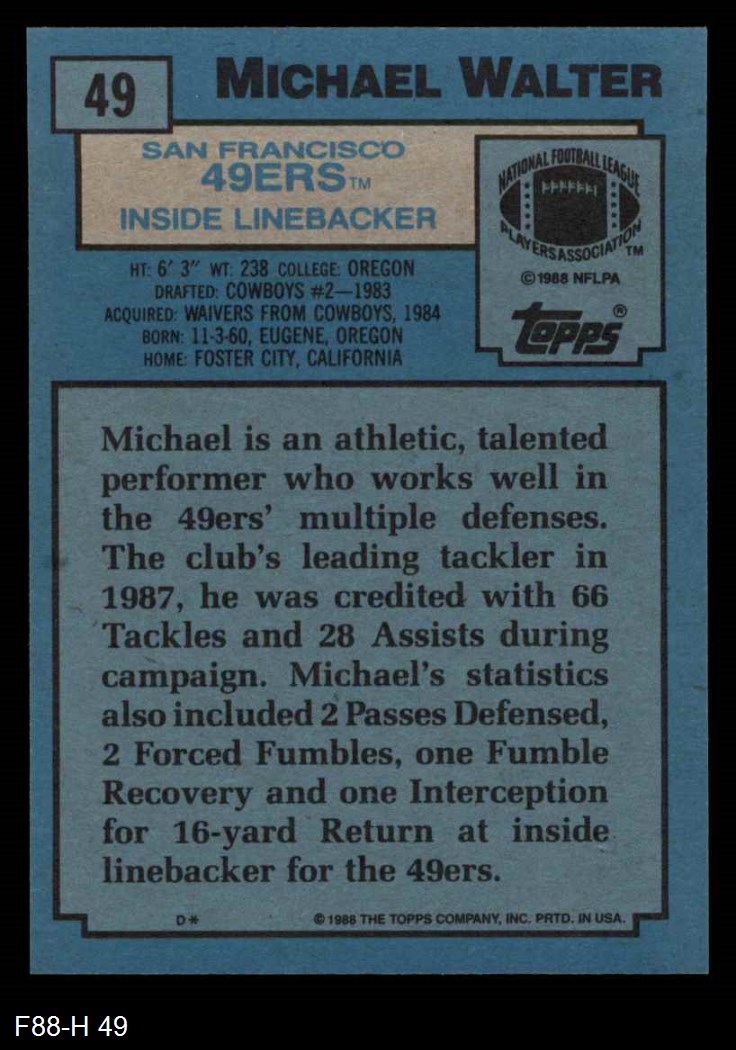 49
MICHAEL WALTER
SAN FRANCISCO
49ERS TM
INSIDE LINEBACKER
NATIONAL FOOTBALL LEAGUE
PLAYERS ASSOCIATION TM
© 1988 NFLPA
topps®
HT: 6' 3" WT: 238 COLLEGE: OREGON
DRAFTED: COWBOYS #2—1983
ACQUIRED: WAIVERS FROM COWBOYS, 1984
BORN: 11-3-60, EUGENE, OREGON
HOME: FOSTER CITY, CALIFORNIA
Michael is an athletic, talented
performer who works well in
the 49ers' multiple defenses.
The club's leading tackler in
1987, he was credited with 66
Tackles and 28 Assists during
campaign. Michael's statistics
also included 2 Passes Defensed,
2 Forced Fumbles, one Fumble
Recovery and one Interception
for 16-yard Return at inside
linebacker for the 49ers.
D*
© 1988 THE TOPPS COMPANY, INC. PRTD. IN USA.
F88-H 49